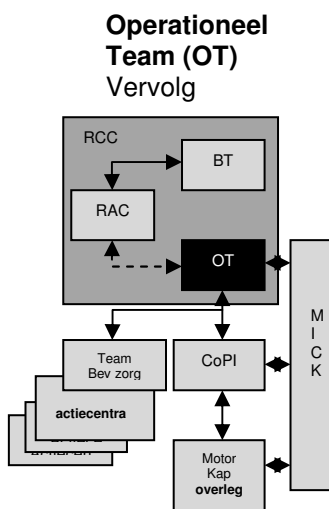 Operationeel
Team (OT)
Vervolg
RCC
BT
RAC
OT
M
I
C
K
Team
Bev zorg
CoPI
actiecentra
Motor
Kap
overleg